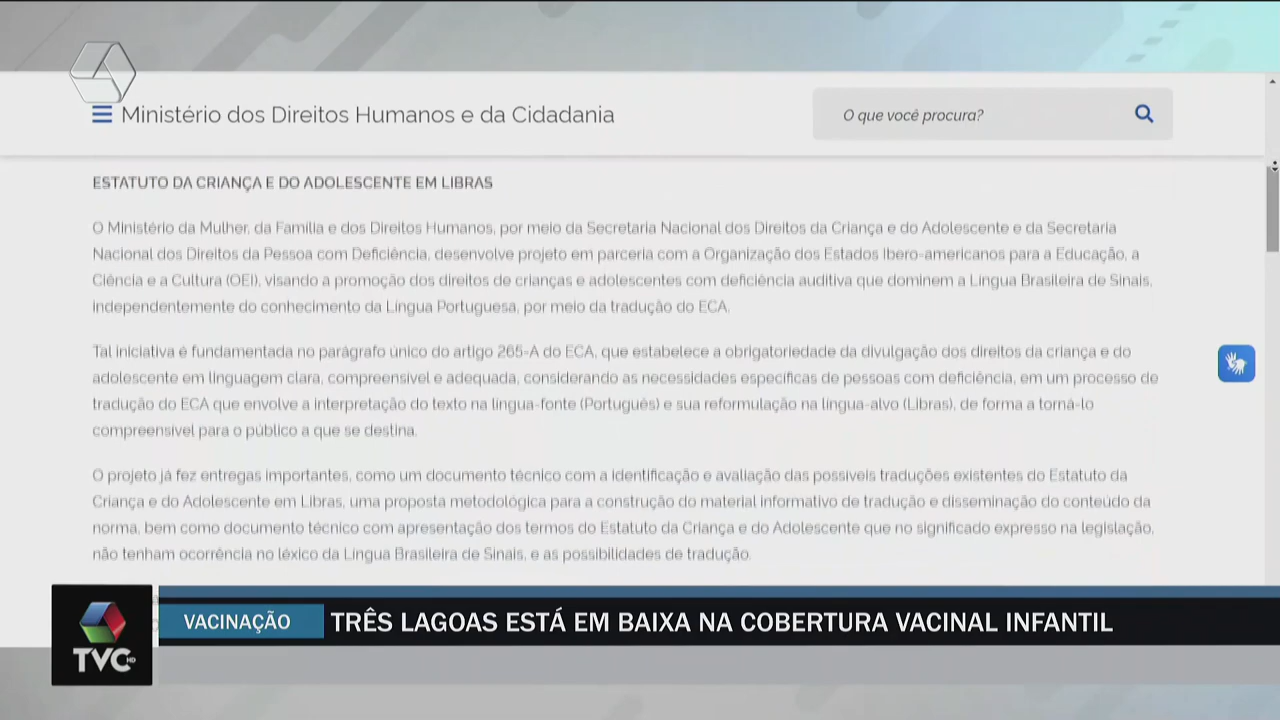 Ministério dos Direitos Humanos e da Cidadania
O que você procura?
ESTATUTO DA CRIANÇA E DO ADOLESCENTE EM LIBRAS
O Ministério da Mulher, da Família e dos Direitos Humanos, por meio da Secretaria Nacional dos Direitos da Criança e do Adolescente e da Secretaria
Nacional dos Direitos da Pessoa com Deficiência, desenvolve projeto em parceria com a Organização dos Estados Ibero-americanos para a Educação, a
Ciência e a Cultura (OEI), visando a promoção dos direitos de crianças e adolescentes com deficiência auditiva que dominem a Língua Brasileira de Sinais,
independentemente do conhecimento da Língua Portuguesa, por meio da tradução do ECA.
Tal iniciativa é fundamentada no parágrafo único do artigo 265-A do ECA, que estabelece a obrigatoriedade da divulgação dos direitos da criança e do
adolescente em linguagem clara, compreensível e adequada, considerando as necessidades específicas de pessoas com deficiência, em um processo de
tradução do ECA que envolve a interpretação do texto na língua-fonte (Português) e sua reformulação na língua-alvo (Libras), de forma a torná-lo
compreensível para o público a que se destina.
O projeto já fez entregas importantes, como um documento técnico com a identificação e avaliação das possíveis traduções existentes do Estatuto da
Criança e do Adolescente em Libras, uma proposta metodológica para a construção do material informativo de tradução e disseminação do conteúdo da
norma, bem como documento técnico com apresentação dos termos do Estatuto da Criança e do Adolescente que no significado expresso na legislação,
não tenham ocorrência no léxico da Língua Brasileira de Sinais, e as possibilidades de tradução.
VACINAÇÃO
TRÊS LAGOAS ESTÁ EM BAIXA NA COBERTURA VACINAL INFANTIL
TVC HD